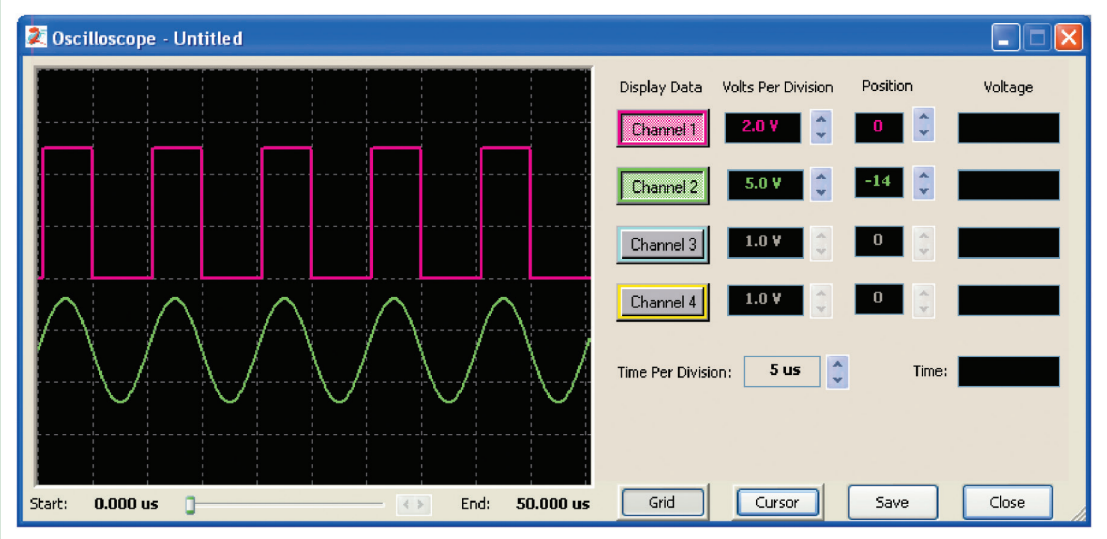 Oscilloscope - Untitled
Display Data Volts Per Division Position Voltage
Channel 1 2.0 V 0
Channel 2 5.0 V -14
Channel 3 1.0 V 0
Channel 4 1.0 V 0
Time Per Division: 5 us Time:
Start: 0.000 us End: 50.000 us Grid Cursor Save Close